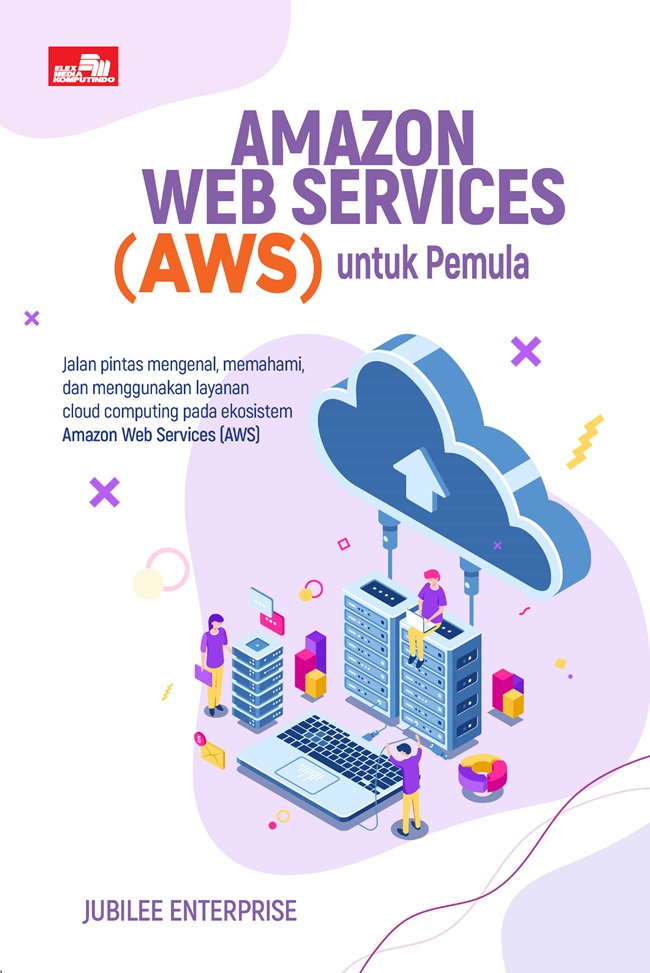 ELEX
MEDIA
KOMPUTINDO
AMAZON
WEB SERVICES
(AWS) untuk Pemula
Jalan pintas mengenal, memahami,
dan menggunakan layanan
cloud computing pada ekosistem
Amazon Web Services (AWS)
$
JUBILEE ENTERPRISE